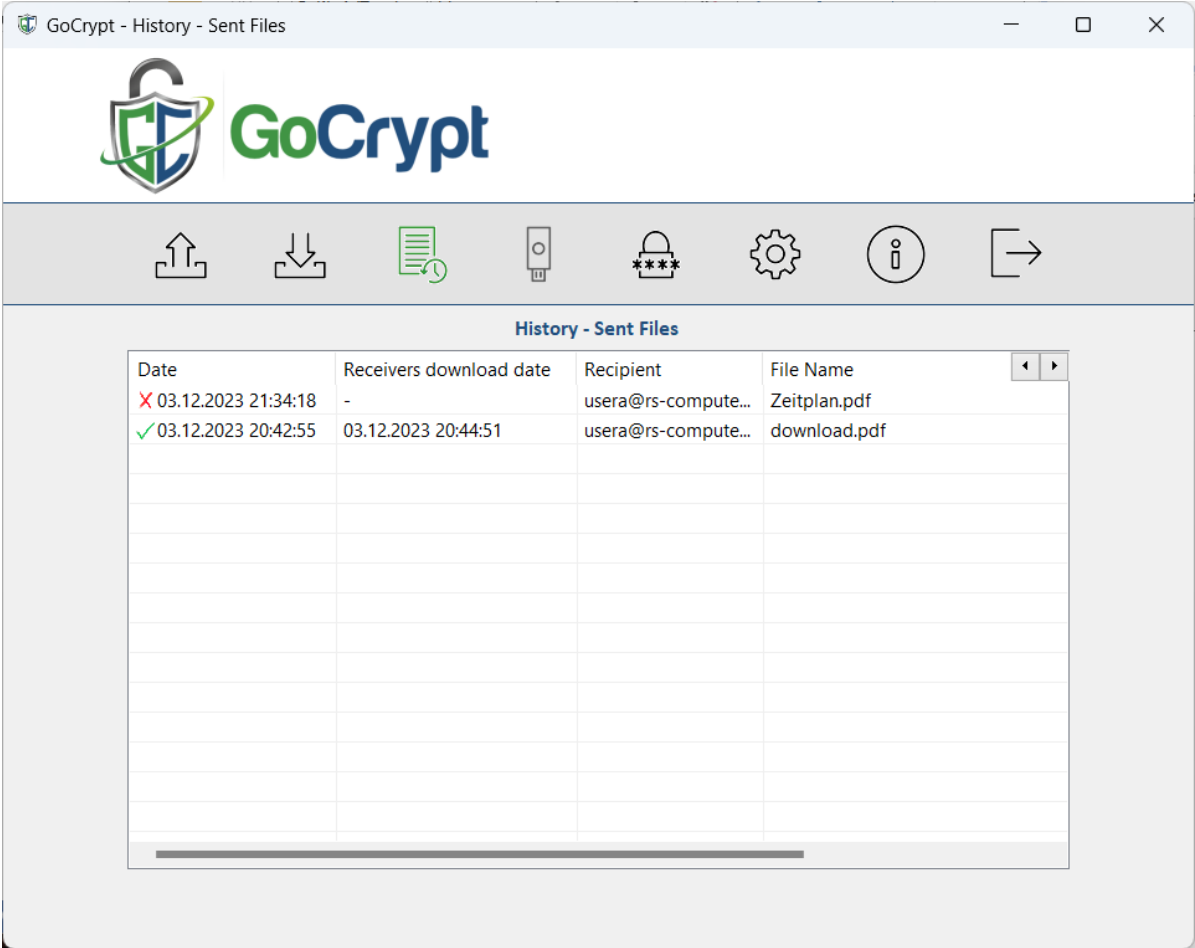 GoCrypt - History - Sent Files
GC GoCrypt
****
History - Sent Files
Date Receivers download date Recipient File Name
03.12.2023 21:34:18 - usera@rs-compute... Zeitplan.pdf
03.12.2023 20:42:55 03.12.2023 20:44:51 usera@rs-compute... download.pdf